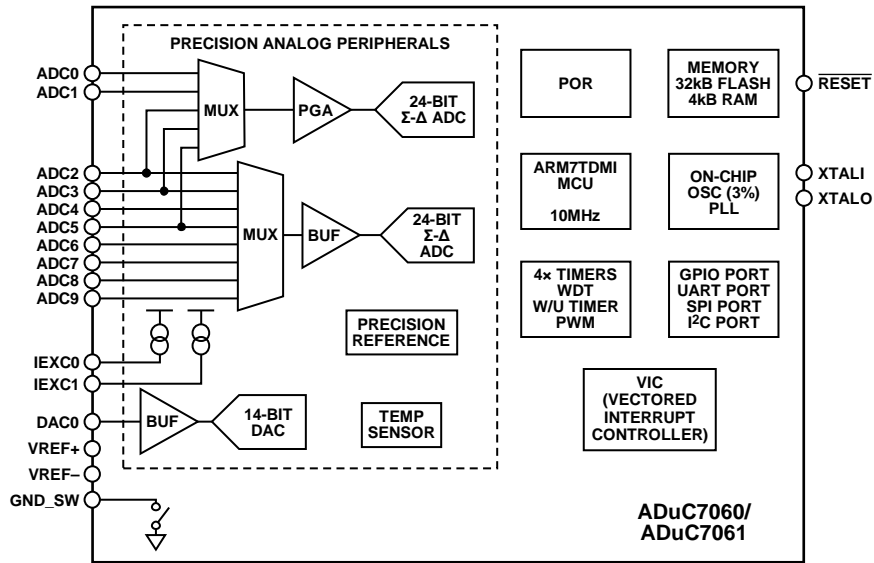 PRECISION ANALOG PERIPHERALS
ADC0
ADC1
MUX
PGA
24-BIT
Σ-Δ ADC
ADC2
ADC3
ADC4
ADC5
ADC6
ADC7
ADC8
ADC9
MUX
BUF
24-BIT
Σ-Δ
ADC
PRECISION
REFERENCE
IEXC0
IEXC1
DAC0
BUF
14-BIT
DAC
TEMP
SENSOR
VREF+
VREF–
GND_SW
POR
MEMORY
32kB FLASH
4kB RAM
RESET
ARM7TDMI
MCU
10MHz
ON-CHIP
OSC (3%)
PLL
XTALI
XTALO
4× TIMERS
WDT
W/U TIMER
PWM
GPIO PORT
UART PORT
SPI PORT
I2C PORT
VIC
(VECTORED
INTERRUPT
CONTROLLER)
ADuC7060/
ADuC7061